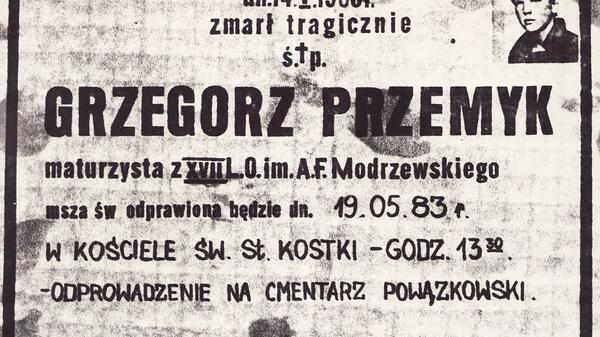 zmarł tragicznie
ś.†p.
GRZEGORZ PRZEMYK
maturzysta z XVII L.O. im. A.F. Modrzewskiego
msza św odprawiona będzie dn. 19.05.83 r.
W KOŚCIELE ŚW. St. KOSTKI – GODZ. 13 30.
-ODPROWADZENIE NA CMENTARZ POWĄZKOWSKI.